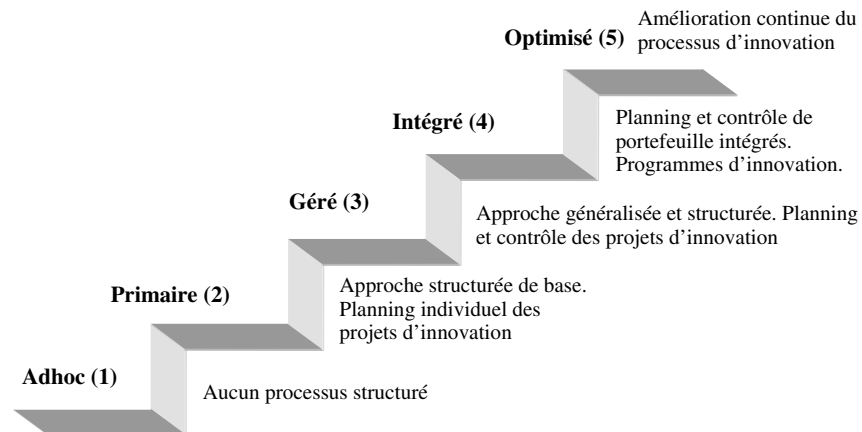 Amélioration continue du
Optimisé (5) processus d'innovation
Intégré (4)
Planning et contrôle de
portefeuille intégrés.
Programmes d'innovation.
Géré (3)
Approche généralisée et structurée. Planning
et contrôle des projets d'innovation
Primaire (2)
Approche structurée de base.
Planning individuel des
projets d'innovation
Adhoc (1)
Aucun processus structuré